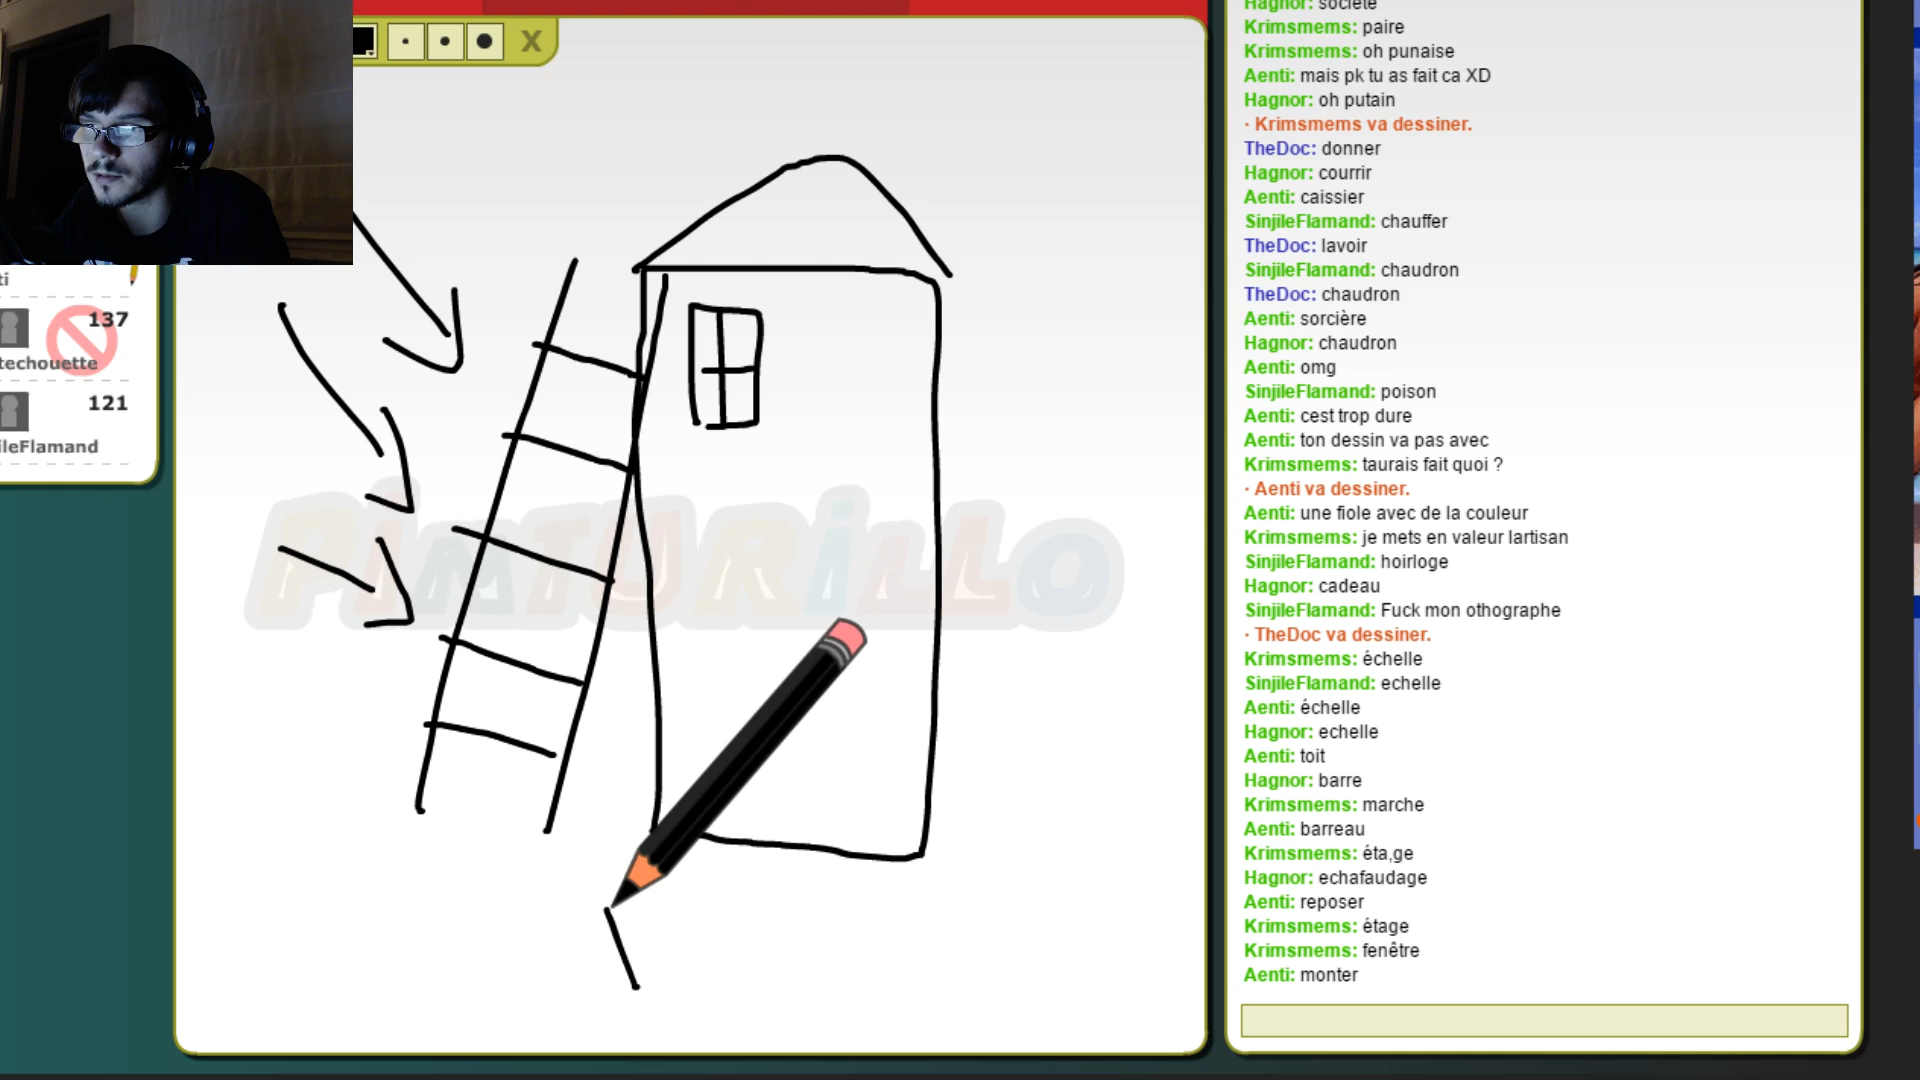 X
ti
137
techouette
121
ileFlamand
PiNTURiLLO
Hagnor: société
Krimsmems: paire
Krimsmems: oh punaise
Aenti: mais pk tu as fait ca XD
Hagnor: oh putain
· Krimsmems va dessiner.
TheDoc: donner
Hagnor: courrir
Aenti: caissier
SinjileFlamand: chauffer
TheDoc: lavoir
SinjileFlamand: chaudron
TheDoc: chaudron
Aenti: sorcière
Hagnor: chaudron
Aenti: omg
SinjileFlamand: poison
Aenti: cest trop dure
Aenti: ton dessin va pas avec
Krimsmems: taurais fait quoi ?
· Aenti va dessiner.
Aenti: une fiole avec de la couleur
Krimsmems: je mets en valeur lartisan
SinjileFlamand: hoirloge
Hagnor: cadeau
SinjileFlamand: Fuck mon othographe
· TheDoc va dessiner.
Krimsmems: échelle
SinjileFlamand: echelle
Aenti: échelle
Hagnor: echelle
Aenti: toit
Hagnor: barre
Krimsmems: marche
Aenti: barreau
Krimsmems: éta,ge
Hagnor: echafaudage
Aenti: reposer
Krimsmems: étage
Krimsmems: fenêtre
Aenti: monter